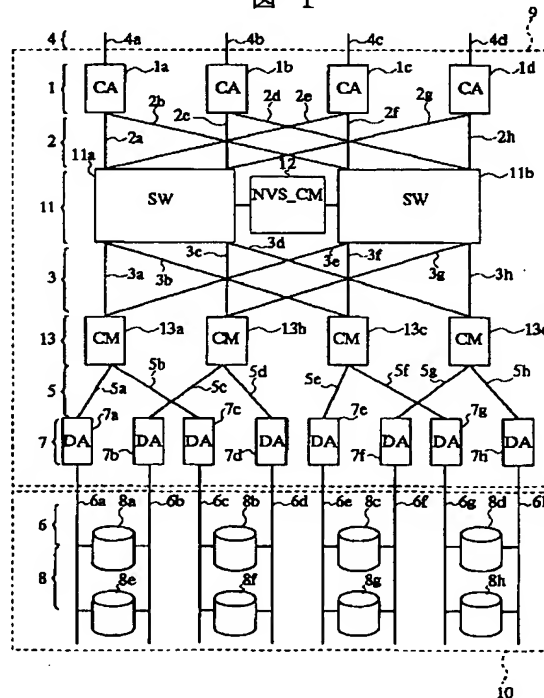 図 1
9
4 4a 4b 4c 4d
1 1a 1b 1c 1d
CA CA CA CA
2b 2c 2d 2e 2f 2g
2 2a 2h
11a 12 11b
11 SW NVS_CM SW
3c 3d 3e 3f 3g
3 3a 3b 3h
13 13a 13b 13c
CM CM CM CM
5 5a 5b 5c 5d 5e 5f 5g 5h
7a 7c 7e 7g
7 DA DA DA DA DA DA DA DA
7b 7d 7f 7h
6a 6b 6c 6d 6e 6f 6g
6 8a 8b 8c 8d
8 8e 8f 8g 8h
10